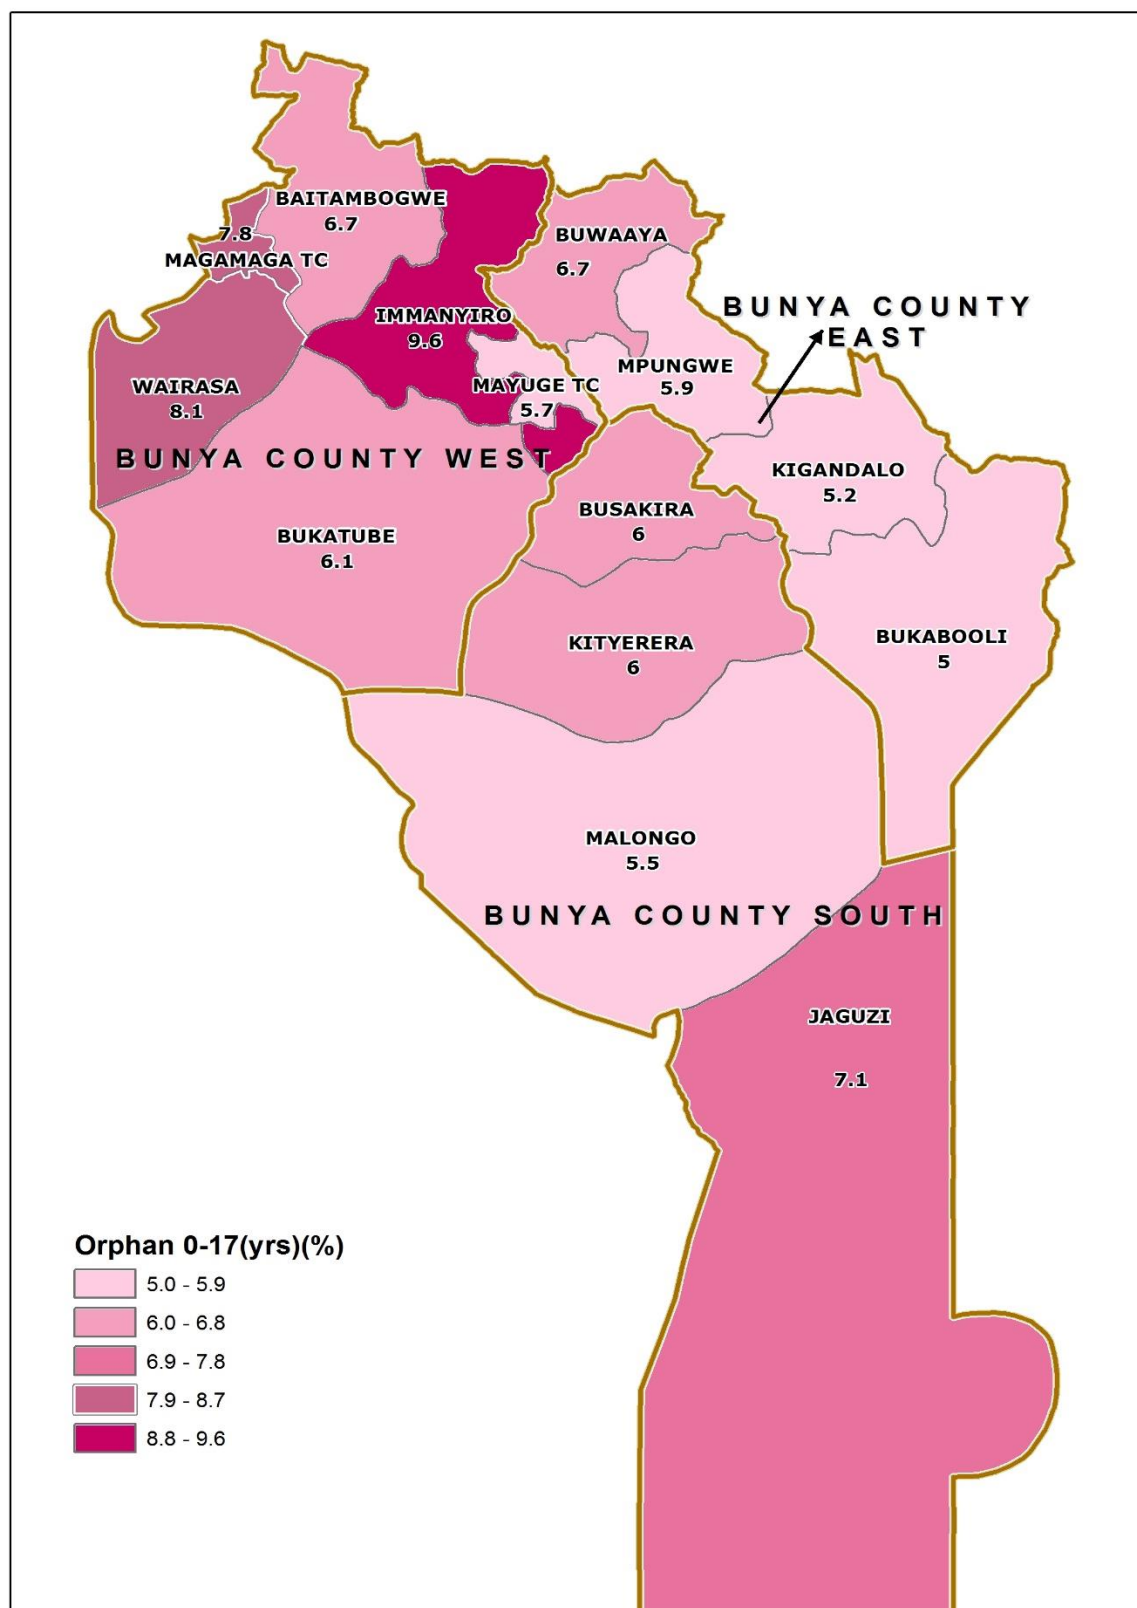 BAITAMBOGWE
6.7
7.8
MAGAMAGA TC
BUWAAYA
6.7
BUNYA COUNTY
EAST
IMMANYIRO
9.6
MPUNGWE
5.9
WAIRASA
8.1
MAYUGE TC
5.7
BUNYA COUNTY WEST
KIGANDALO
5.2
BUSAKIRA
6
BUKATUBE
6.1
KITYERERA
6
BUKABOOLI
5
MALONGO
5.5
BUNYA COUNTY SOUTH
JAGUZI
7.1
Orphan 0-17(yrs)(%)
5.0 - 5.9
6.0 - 6.8
6.9 - 7.8
7.9 - 8.7
8.8 - 9.6